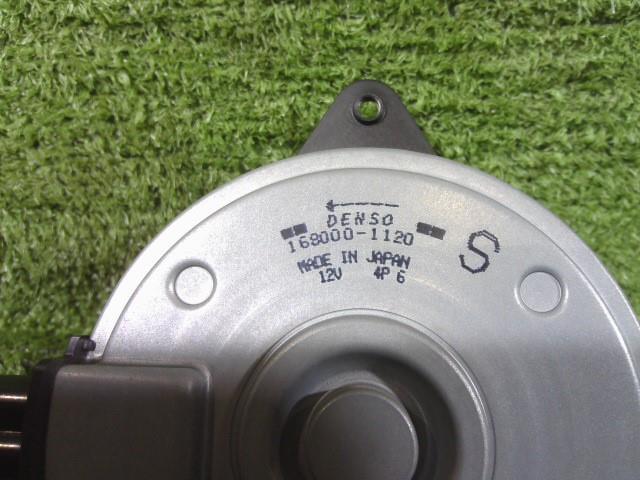 DENSO
168000-1120
S
MADE IN JAPAN
12V 4P 6